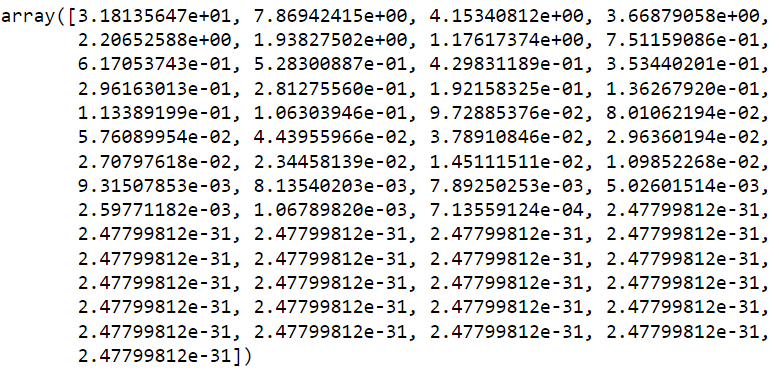 array([3.18135647e+01, 7.86942415e+00, 4.15340812e+00, 3.66879058e+00,
2.20652588e+00, 1.93827502e+00, 1.17617374e+00, 7.51159086e-01,
6.17053743e-01, 5.28300887e-01, 4.29831189e-01, 3.53440201e-01,
2.96163013e-01, 2.81275560e-01, 1.92158325e-01, 1.36267920e-01,
1.13389199e-01, 1.06303946e-01, 9.72885376e-02, 8.01062194e-02,
5.76089954e-02, 4.43955966e-02, 3.78910846e-02, 2.96360194e-02,
2.70797618e-02, 2.34458139e-02, 1.45111511e-02, 1.09852268e-02,
9.31507853e-03, 8.13540203e-03, 7.89250253e-03, 5.02601514e-03,
2.59771182e-03, 1.06789820e-03, 7.13559124e-04, 2.47799812e-31,
2.47799812e-31, 2.47799812e-31, 2.47799812e-31, 2.47799812e-31,
2.47799812e-31, 2.47799812e-31, 2.47799812e-31, 2.47799812e-31,
2.47799812e-31, 2.47799812e-31, 2.47799812e-31, 2.47799812e-31,
2.47799812e-31, 2.47799812e-31, 2.47799812e-31, 2.47799812e-31,
2.47799812e-31, 2.47799812e-31, 2.47799812e-31, 2.47799812e-31,
2.47799812e-31])